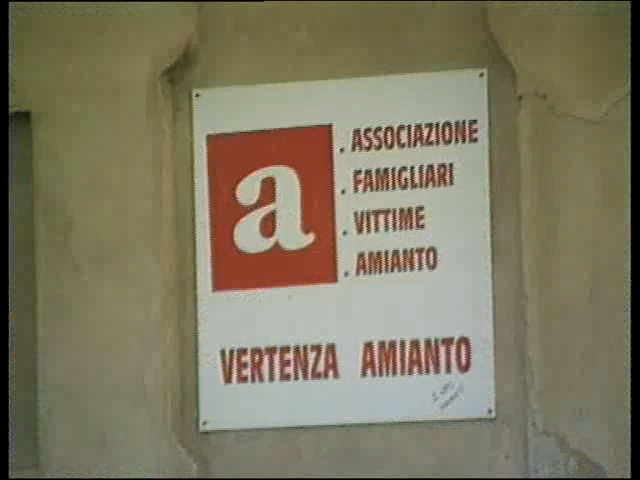 a
. ASSOCIAZIONE
. FAMIGLIARI
. VITTIME
. AMIANTO
VERTENZA AMIANTO